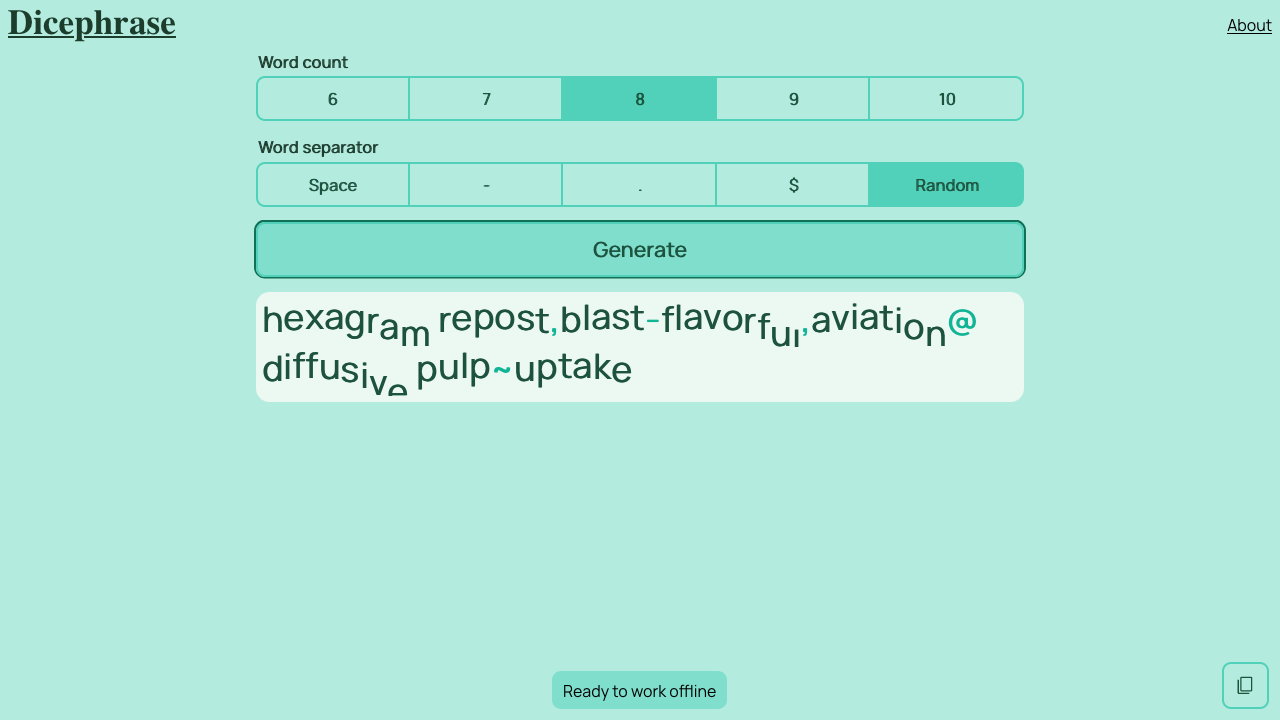 Dicephrase
About
Word count
6 7 8 9 10
Word separator
Space - . $ Random
Generate
hexagram repost,blast-flavorful,aviation@
diffusive pulp~uptake
Ready to work offline